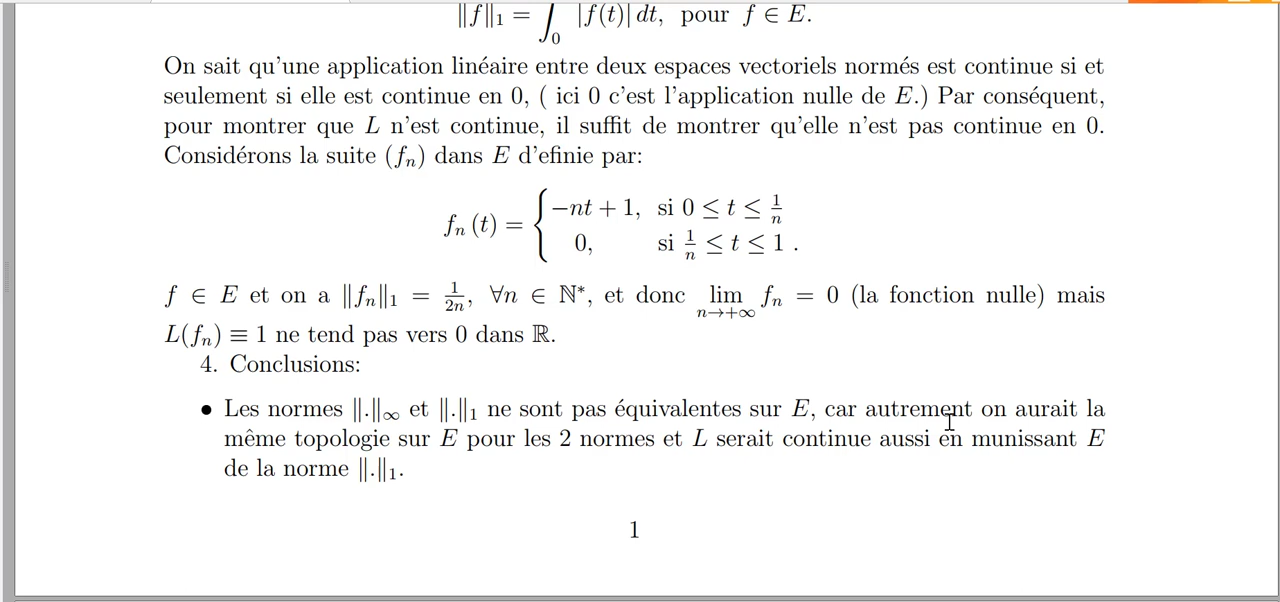 ‖f‖₁ = ∫₀ |f(t)| dt, pour f ∈ E.
On sait qu'une application linéaire entre deux espaces vectoriels normés est continue si et
seulement si elle est continue en 0, ( ici 0 c'est l'application nulle de E.) Par conséquent,
pour montrer que L n'est continue, il suffit de montrer qu'elle n'est pas continue en 0.
Considérons la suite (fₙ) dans E d'efinie par:
fₙ (t) = { −nt + 1, si 0 ≤ t ≤ 1/n
0, si 1/n ≤ t ≤ 1 .
f ∈ E et on a ‖fₙ‖₁ = 1/2n, ∀n ∈ ℕ*, et donc lim n→+∞ fₙ = 0 (la fonction nulle) mais
L(fₙ) ≡ 1 ne tend pas vers 0 dans ℝ.
4. Conclusions:
• Les normes ‖.‖∞ et ‖.‖₁ ne sont pas équivalentes sur E, car autrement on aurait la
même topologie sur E pour les 2 normes et L serait continue aussi en munissant E
de la norme ‖.‖₁.
1